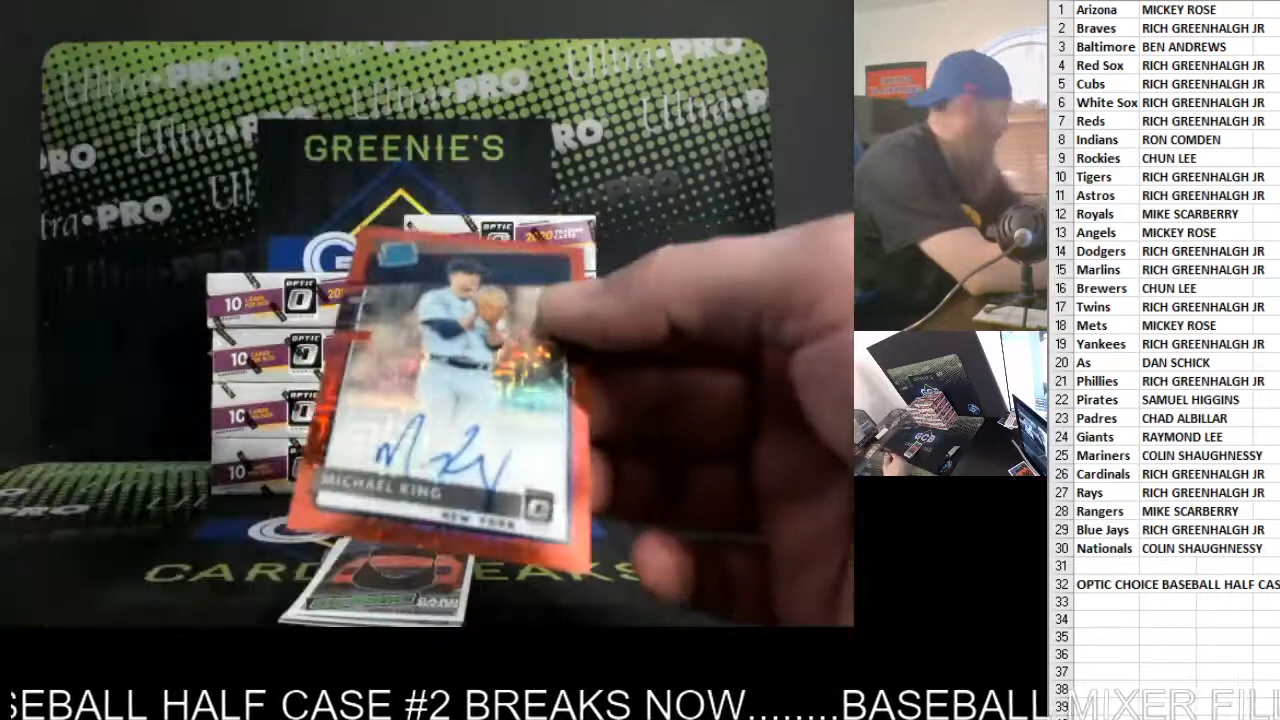 Ultra•PRO
GREENIE'S
OPTIC
2020
10
OPTIC
10
10
10
MICHAEL KING
NEW YORK
CARD BREAKS
1 Arizona MICKEY ROSE
2 Braves RICH GREENHALGH JR
3 Baltimore BEN ANDREWS
4 Red Sox RICH GREENHALGH JR
5 Cubs RICH GREENHALGH JR
6 White Sox RICH GREENHALGH JR
7 Reds RICH GREENHALGH JR
8 Indians RON COMDEN
9 Rockies CHUN LEE
10 Tigers RICH GREENHALGH JR
11 Astros RICH GREENHALGH JR
12 Royals MIKE SCARBERRY
13 Angels MICKEY ROSE
14 Dodgers RICH GREENHALGH JR
15 Marlins RICH GREENHALGH JR
16 Brewers CHUN LEE
17 Twins RICH GREENHALGH JR
18 Mets MICKEY ROSE
19 Yankees RICH GREENHALGH JR
20 As DAN SCHICK
21 Phillies RICH GREENHALGH JR
22 Pirates SAMUEL HIGGINS
23 Padres CHAD ALBILLAR
24 Giants RAYMOND LEE
25 Mariners COLIN SHAUGHNESSY
26 Cardinals RICH GREENHALGH JR
27 Rays RICH GREENHALGH JR
28 Rangers MIKE SCARBERRY
29 Blue Jays RICH GREENHALGH JR
30 Nationals COLIN SHAUGHNESSY
31
32 OPTIC CHOICE BASEBALL HALF CAS
33
34
35
36
37
38
39
SEBALL HALF CASE #2 BREAKS NOW........BASEBALL MIXER FIL